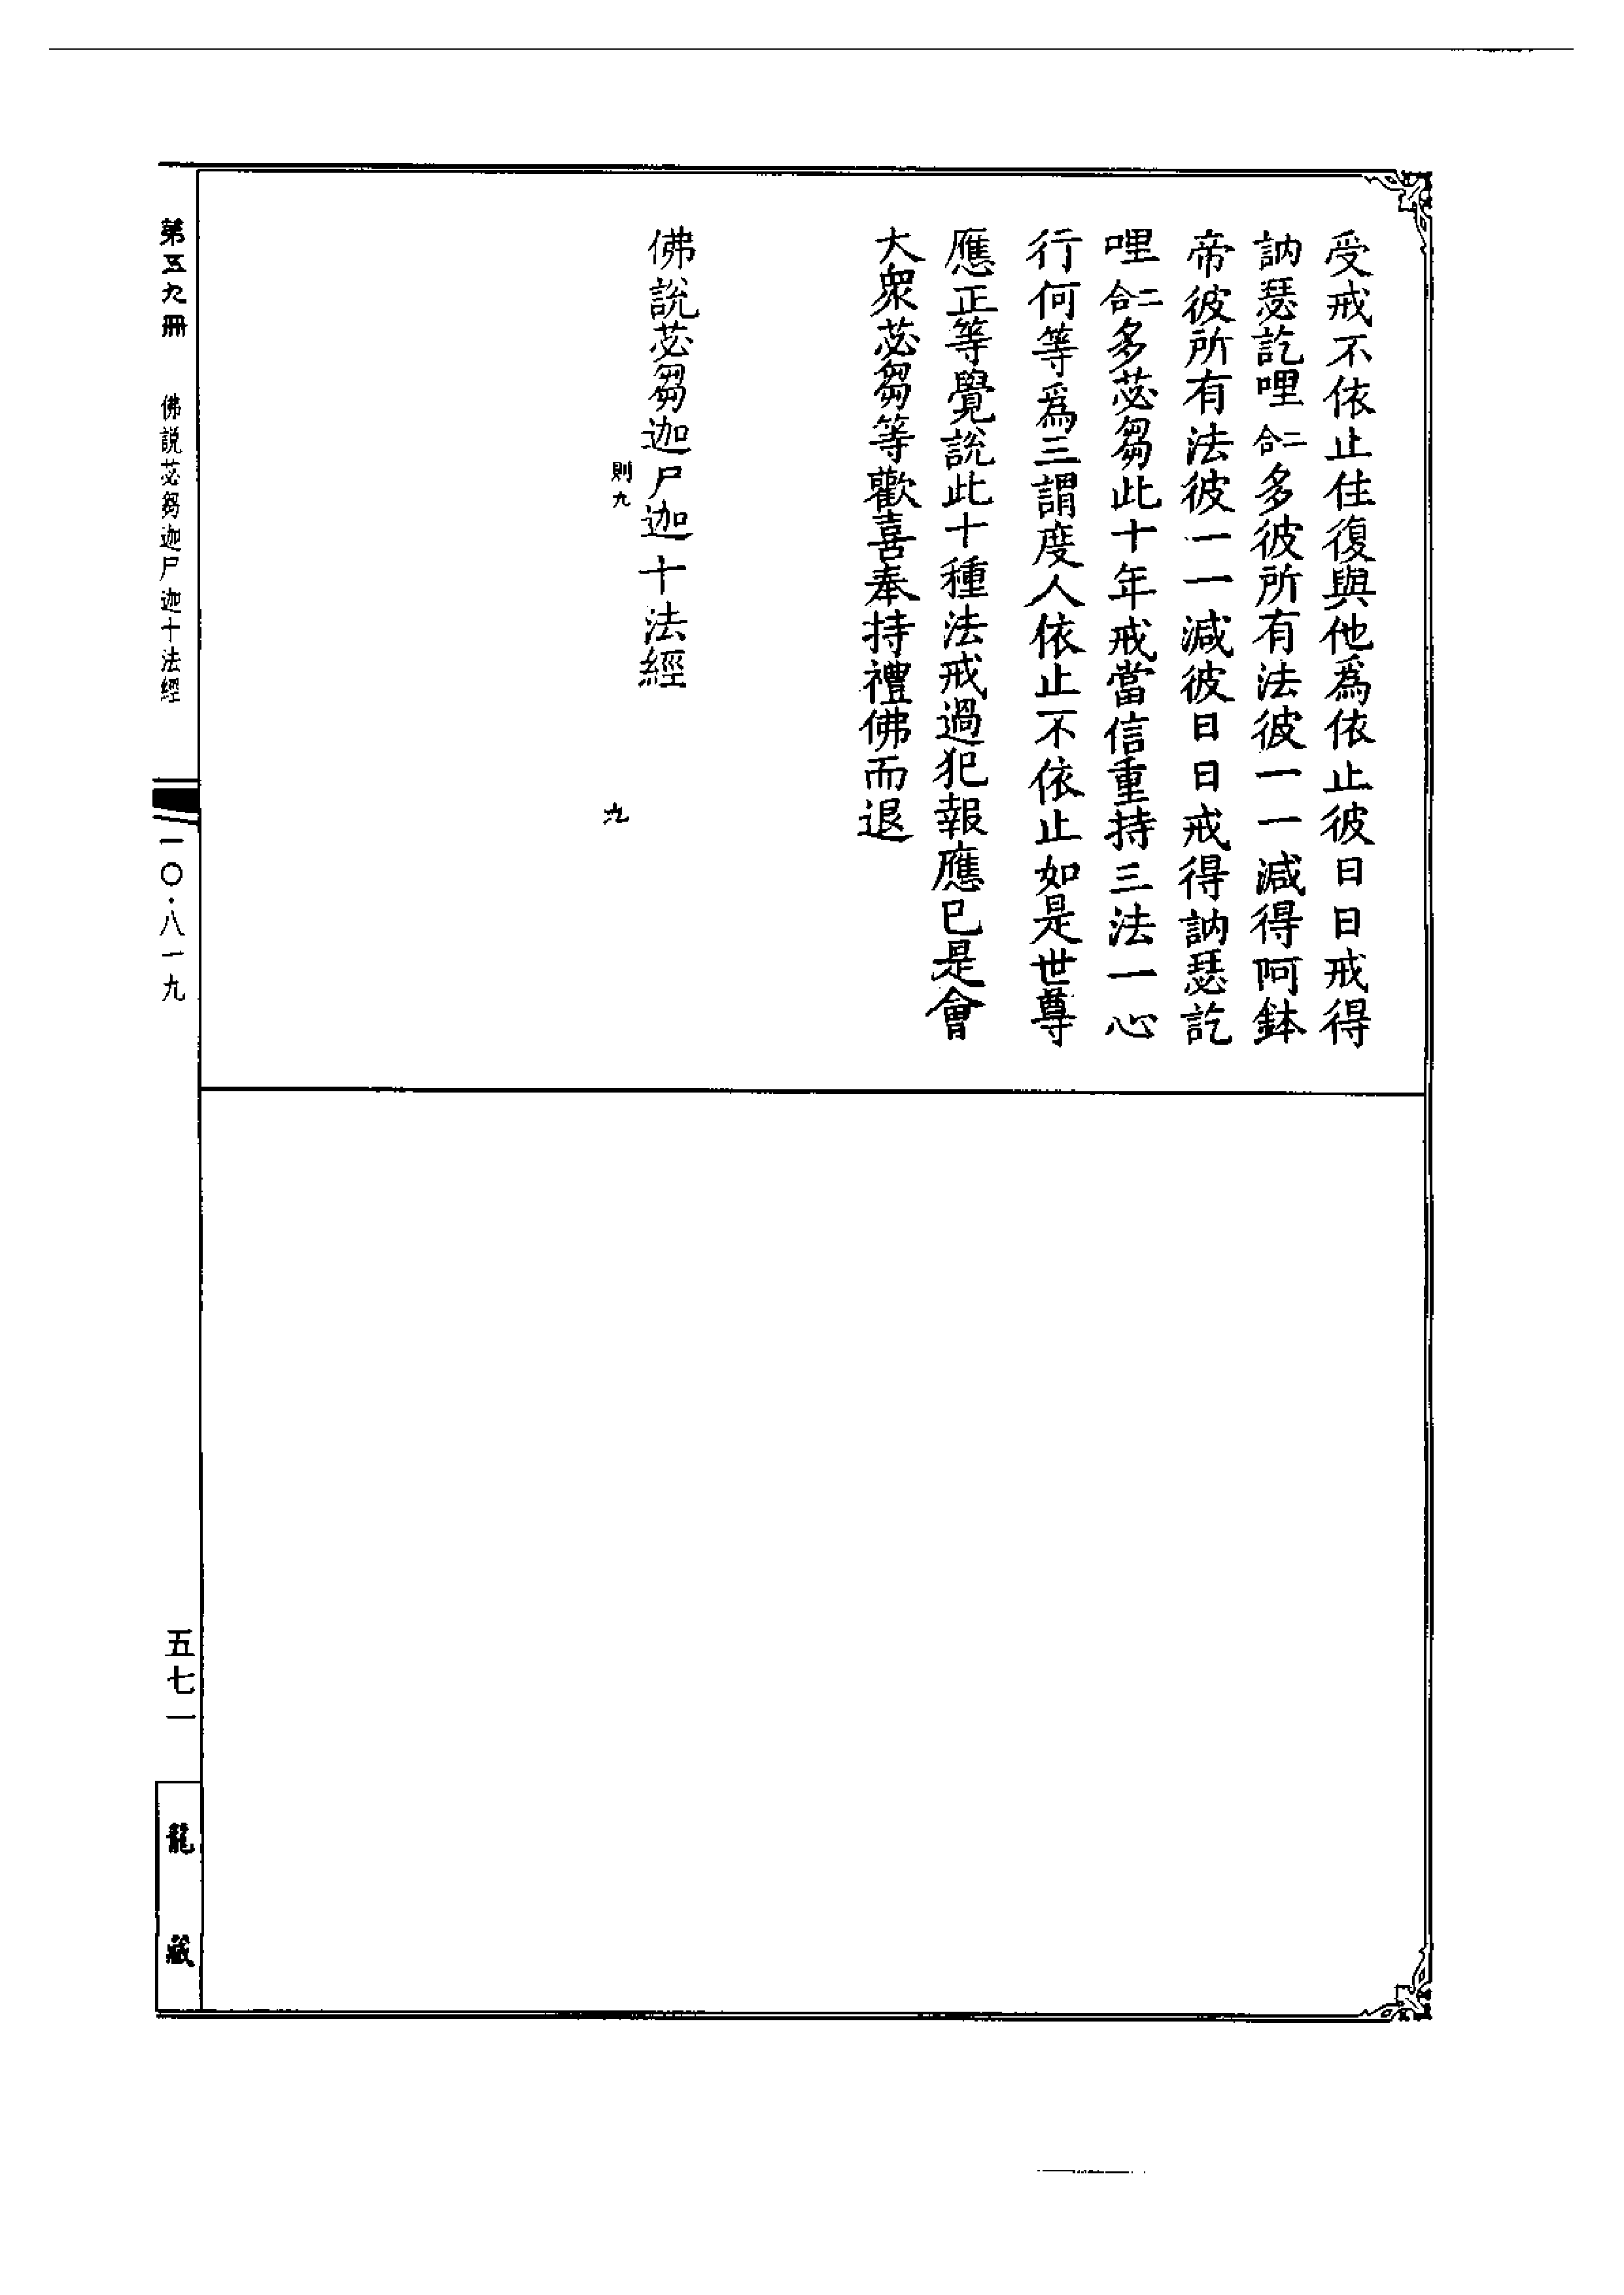 受戒不依止住復與他爲依止彼日日戒得
訥瑟訖哩二合多彼所有法彼一一減得呵鉢
帝彼所有法彼一一減彼日日戒得訥瑟訖
哩二合多苾芻此十年戒當信重持三法一心
行何等爲三謂度人依止不依止如是世尊
應正等覺說此十種法戒過犯報應已是會
大衆苾芻等歡喜奉持禮佛而退
佛說苾芻迦尸迦十法經
則九
九
第五九冊 佛說苾芻迦尸迦十法經 一〇·八一九 五七一
龍藏